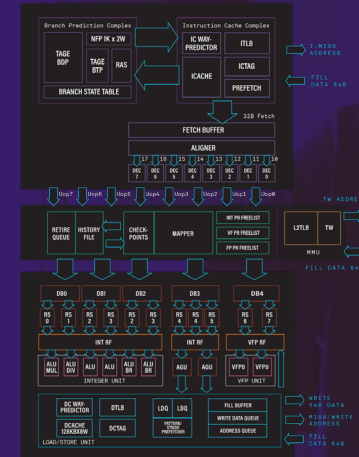 Branch Prediction Complex
Instruction Cache Complex
NFP 1K x 2W
TAGE BDP
TAGE BTP
RAS
BRANCH STATE TABLE
IC WAY-PREDICTOR
ITLB
ICACHE
ICTAG
PREFETCH
I-MISS ADDRESS
FILL DATA 64B
32B Fetch
FETCH BUFFER
ALIGNER
I7 I6 I5 I4 I3 I2 I1 I0
DEC 7 DEC 6 DEC 5 DEC 4 DEC 3 DEC 2 DEC 1 DEC 0
Uop7 Uop6 Uop5 Uop4 Uop3 Uop2 Uop1 Uop0
TW ADDRE
RETIRE QUEUE
HISTORY FILE
CHECK-POINTS
MAPPER
INT PR FREELIST
VF PR FREELIST
FP PR FREELIST
L2TLB
TW
MMU
FILL DATA 64
DB0 DB1 DB2 DB3 DB4
RS 0 RS 1 RS 2 RS 3 RS 2 RS 3 RS 4 RS 5 RS 6 RS 7
INT RF
INT RF
VFP RF
ALU MUL
ALU DIV
ALU
ALU
ALU BR
ALU BR
AGU
AGU
VFP0
VFP0
INTEGER UNIT
VFP UNIT
DC WAY-PREDICTOR
DTLB
DCACHE 128KX8W
DCTAG
LDQ
LDQ
PATTERN/STRIDE PREFETCHER
FILL BUFFER
WRITE DATA QUEUE
ADDRESS QUEUE
LOAD/STORE UNIT
WRITE 64B DATA
MISS/WRITE ADDRESS
FILL DATA 64B